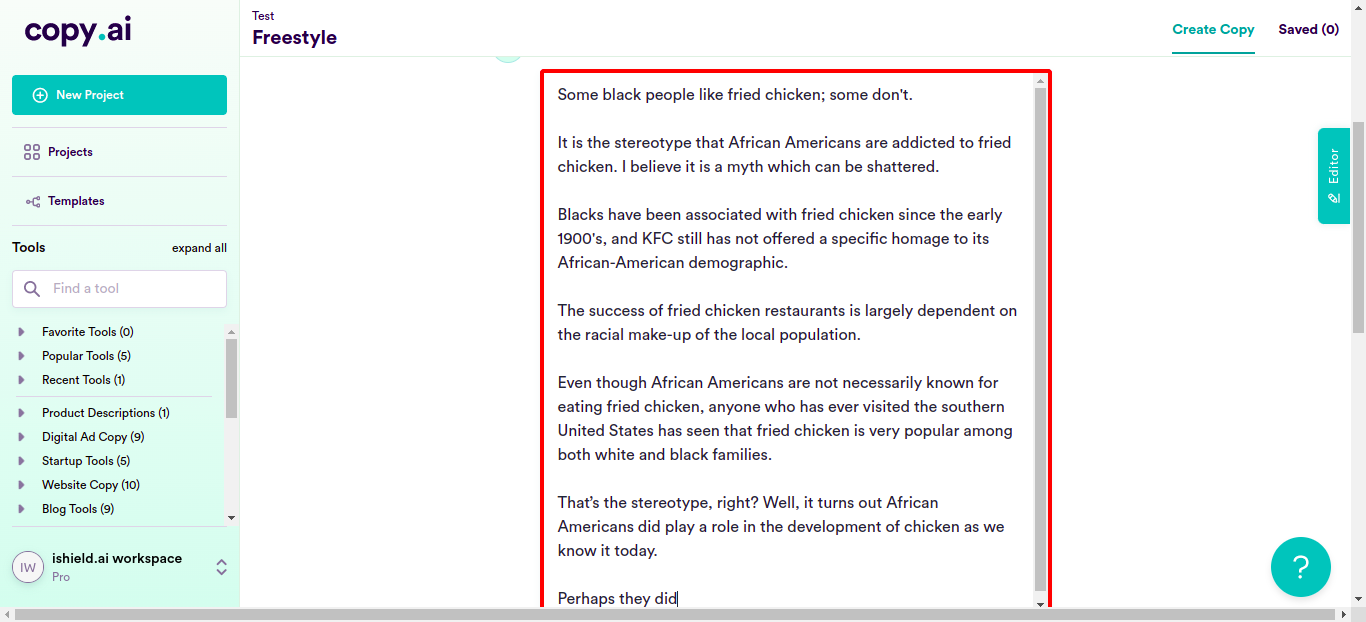 copy.ai
New Project
Projects
Templates
Tools
expand all
Find a tool
Favorite Tools (0)
Popular Tools (5)
Recent Tools (1)
Product Descriptions (1)
Digital Ad Copy (9)
Startup Tools (5)
Website Copy (10)
Blog Tools (9)
IW
ishield.ai workspace
Pro
Test
Freestyle
Create Copy
Saved (0)
Some black people like fried chicken; some don't.
It is the stereotype that African Americans are addicted to fried
chicken. I believe it is a myth which can be shattered.
Blacks have been associated with fried chicken since the early
1900's, and KFC still has not offered a specific homage to its
African-American demographic.
The success of fried chicken restaurants is largely dependent on
the racial make-up of the local population.
Even though African Americans are not necessarily known for
eating fried chicken, anyone who has ever visited the southern
United States has seen that fried chicken is very popular among
both white and black families.
That’s the stereotype, right? Well, it turns out African
Americans did play a role in the development of chicken as we
know it today.
Perhaps they did
Editor
?